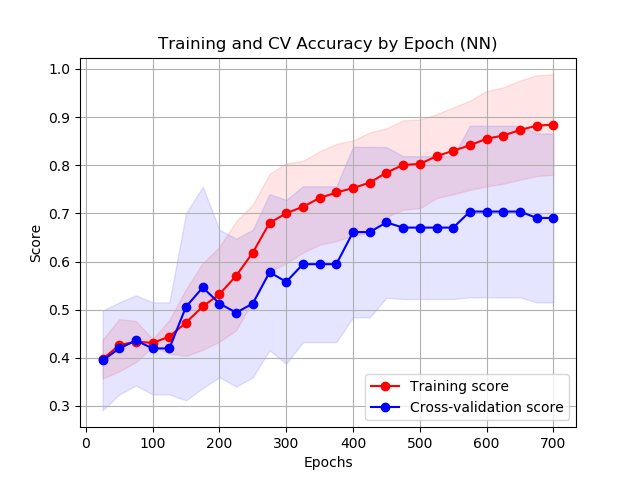 Training and CV Accuracy by Epoch (NN)
Score
1.0
0.9
0.8
0.7
0.6
0.5
0.4
0.3
Training score
Cross-validation score
0 100 200 300 400 500 600 700
Epochs